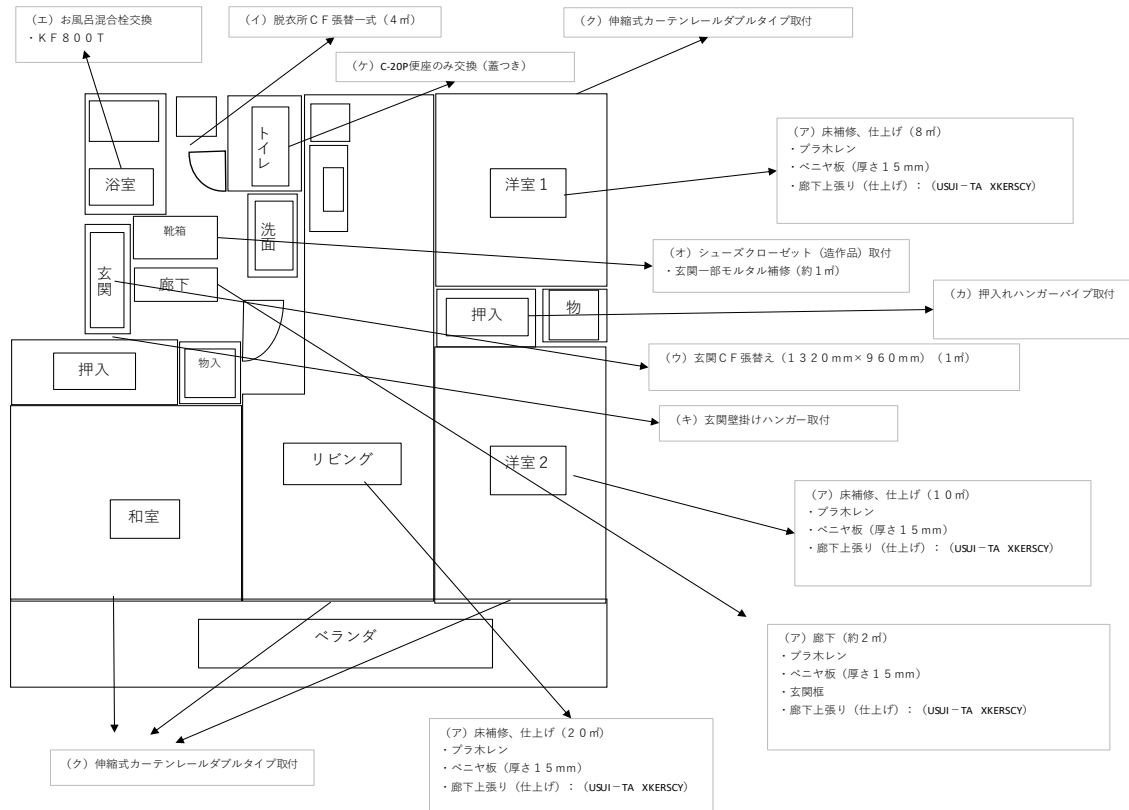 （エ）お風呂混合栓交換
・ＫＦ８００Ｔ
（イ）脱衣所ＣＦ張替一式（４㎡）
（ク）伸縮式カーテンレールダブルタイプ取付
（ケ）C-20P便座のみ交換（蓋つき）
トイレ
浴室
洋室１
（ア）床補修、仕上げ（８㎡）
・プラ木レン
・ベニヤ板（厚さ１５mm）
・廊下上張り（仕上げ）：（USUI－TA　XKERSCY）
靴箱
洗面
玄関
廊下
（オ）シューズクローゼット（造作品）取付
・玄関一部モルタル補修（約１㎡）
押入
物
（カ）押入れハンガーパイプ取付
押入
物入
（ウ）玄関ＣＦ張替え（１３２０mm×９６０mm）（１㎡）
（キ）玄関壁掛けハンガー取付
リビング
洋室２
和室
（ア）床補修、仕上げ（１０㎡）
・プラ木レン
・ベニヤ板（厚さ１５mm）
・廊下上張り（仕上げ）：（USUI－TA　XKERSCY）
ベランダ
（ア）廊下（約２㎡）
・プラ木レン
・ベニヤ板（厚さ１５mm）
・玄関框
・廊下上張り（仕上げ）：（USUI－TA　XKERSCY）
（ク）伸縮式カーテンレールダブルタイプ取付
（ア）床補修、仕上げ（２０㎡）
・プラ木レン
・ベニヤ板（厚さ１５mm）
・廊下上張り（仕上げ）：（USUI－TA　XKERSCY）